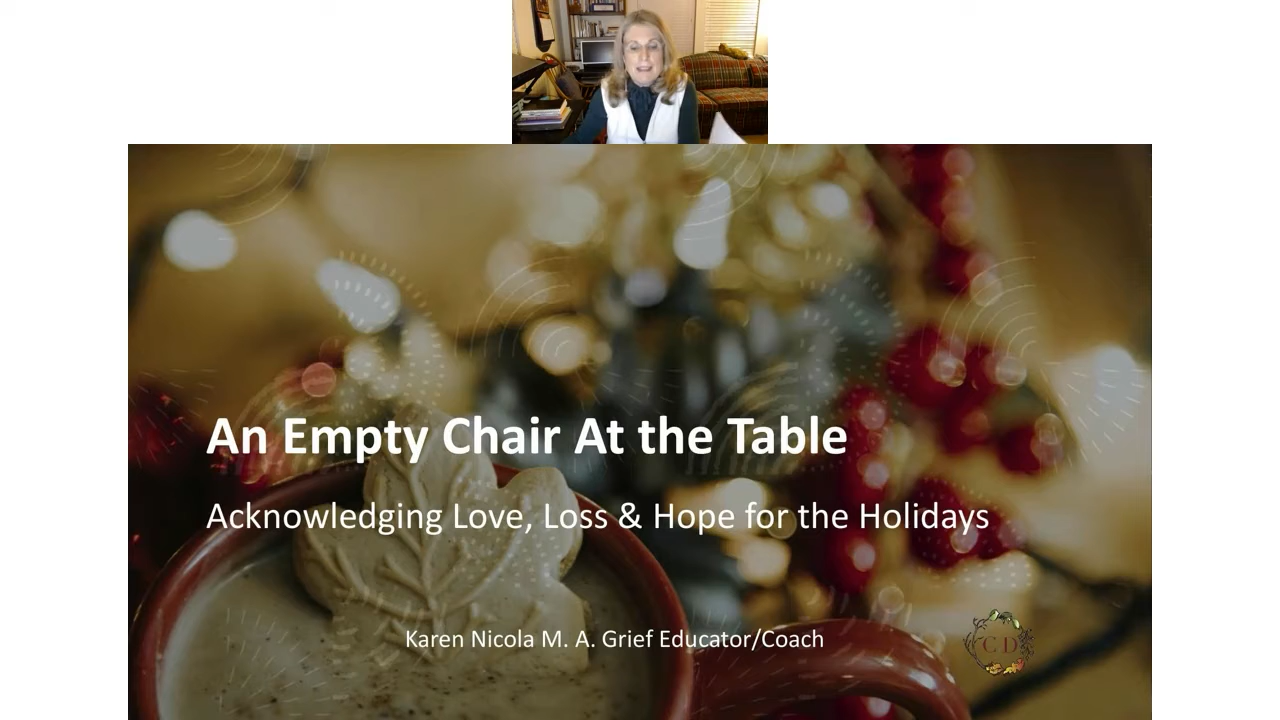 An Empty Chair At the Table
Acknowledging Love, Loss & Hope for the Holidays
Karen Nicola M. A. Grief Educator/Coach
C D